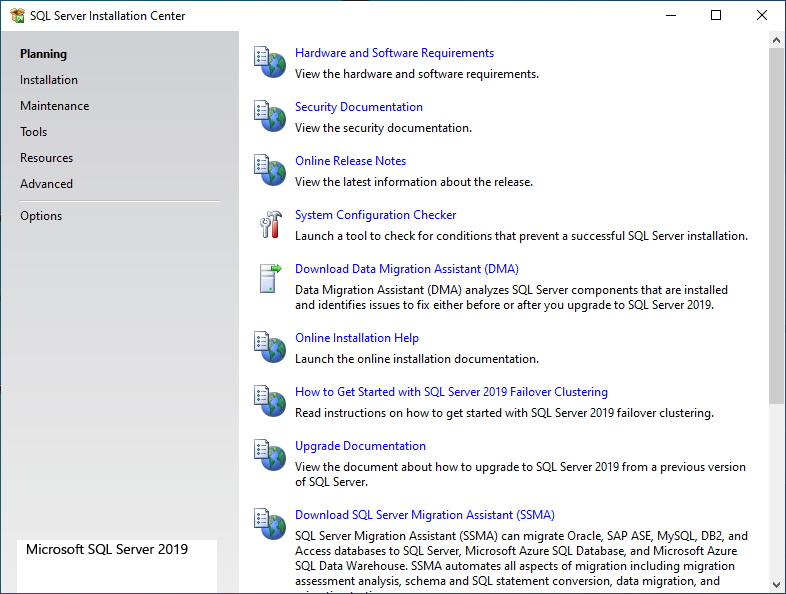 SQL Server Installation Center
Planning
Installation
Maintenance
Tools
Resources
Advanced
Options
Microsoft SQL Server 2019
Hardware and Software Requirements
View the hardware and software requirements.
Security Documentation
View the security documentation.
Online Release Notes
View the latest information about the release.
System Configuration Checker
Launch a tool to check for conditions that prevent a successful SQL Server installation.
Download Data Migration Assistant (DMA)
Data Migration Assistant (DMA) analyzes SQL Server components that are installed
and identifies issues to fix either before or after you upgrade to SQL Server 2019.
Online Installation Help
Launch the online installation documentation.
How to Get Started with SQL Server 2019 Failover Clustering
Read instructions on how to get started with SQL Server 2019 failover clustering.
Upgrade Documentation
View the document about how to upgrade to SQL Server 2019 from a previous version
of SQL Server.
Download SQL Server Migration Assistant (SSMA)
SQL Server Migration Assistant (SSMA) can migrate Oracle, SAP ASE, MySQL, DB2, and
Access databases to SQL Server, Microsoft Azure SQL Database, and Microsoft Azure
SQL Data Warehouse. SSMA automates all aspects of migration including migration
assessment analysis, schema and SQL statement conversion, data migration, and